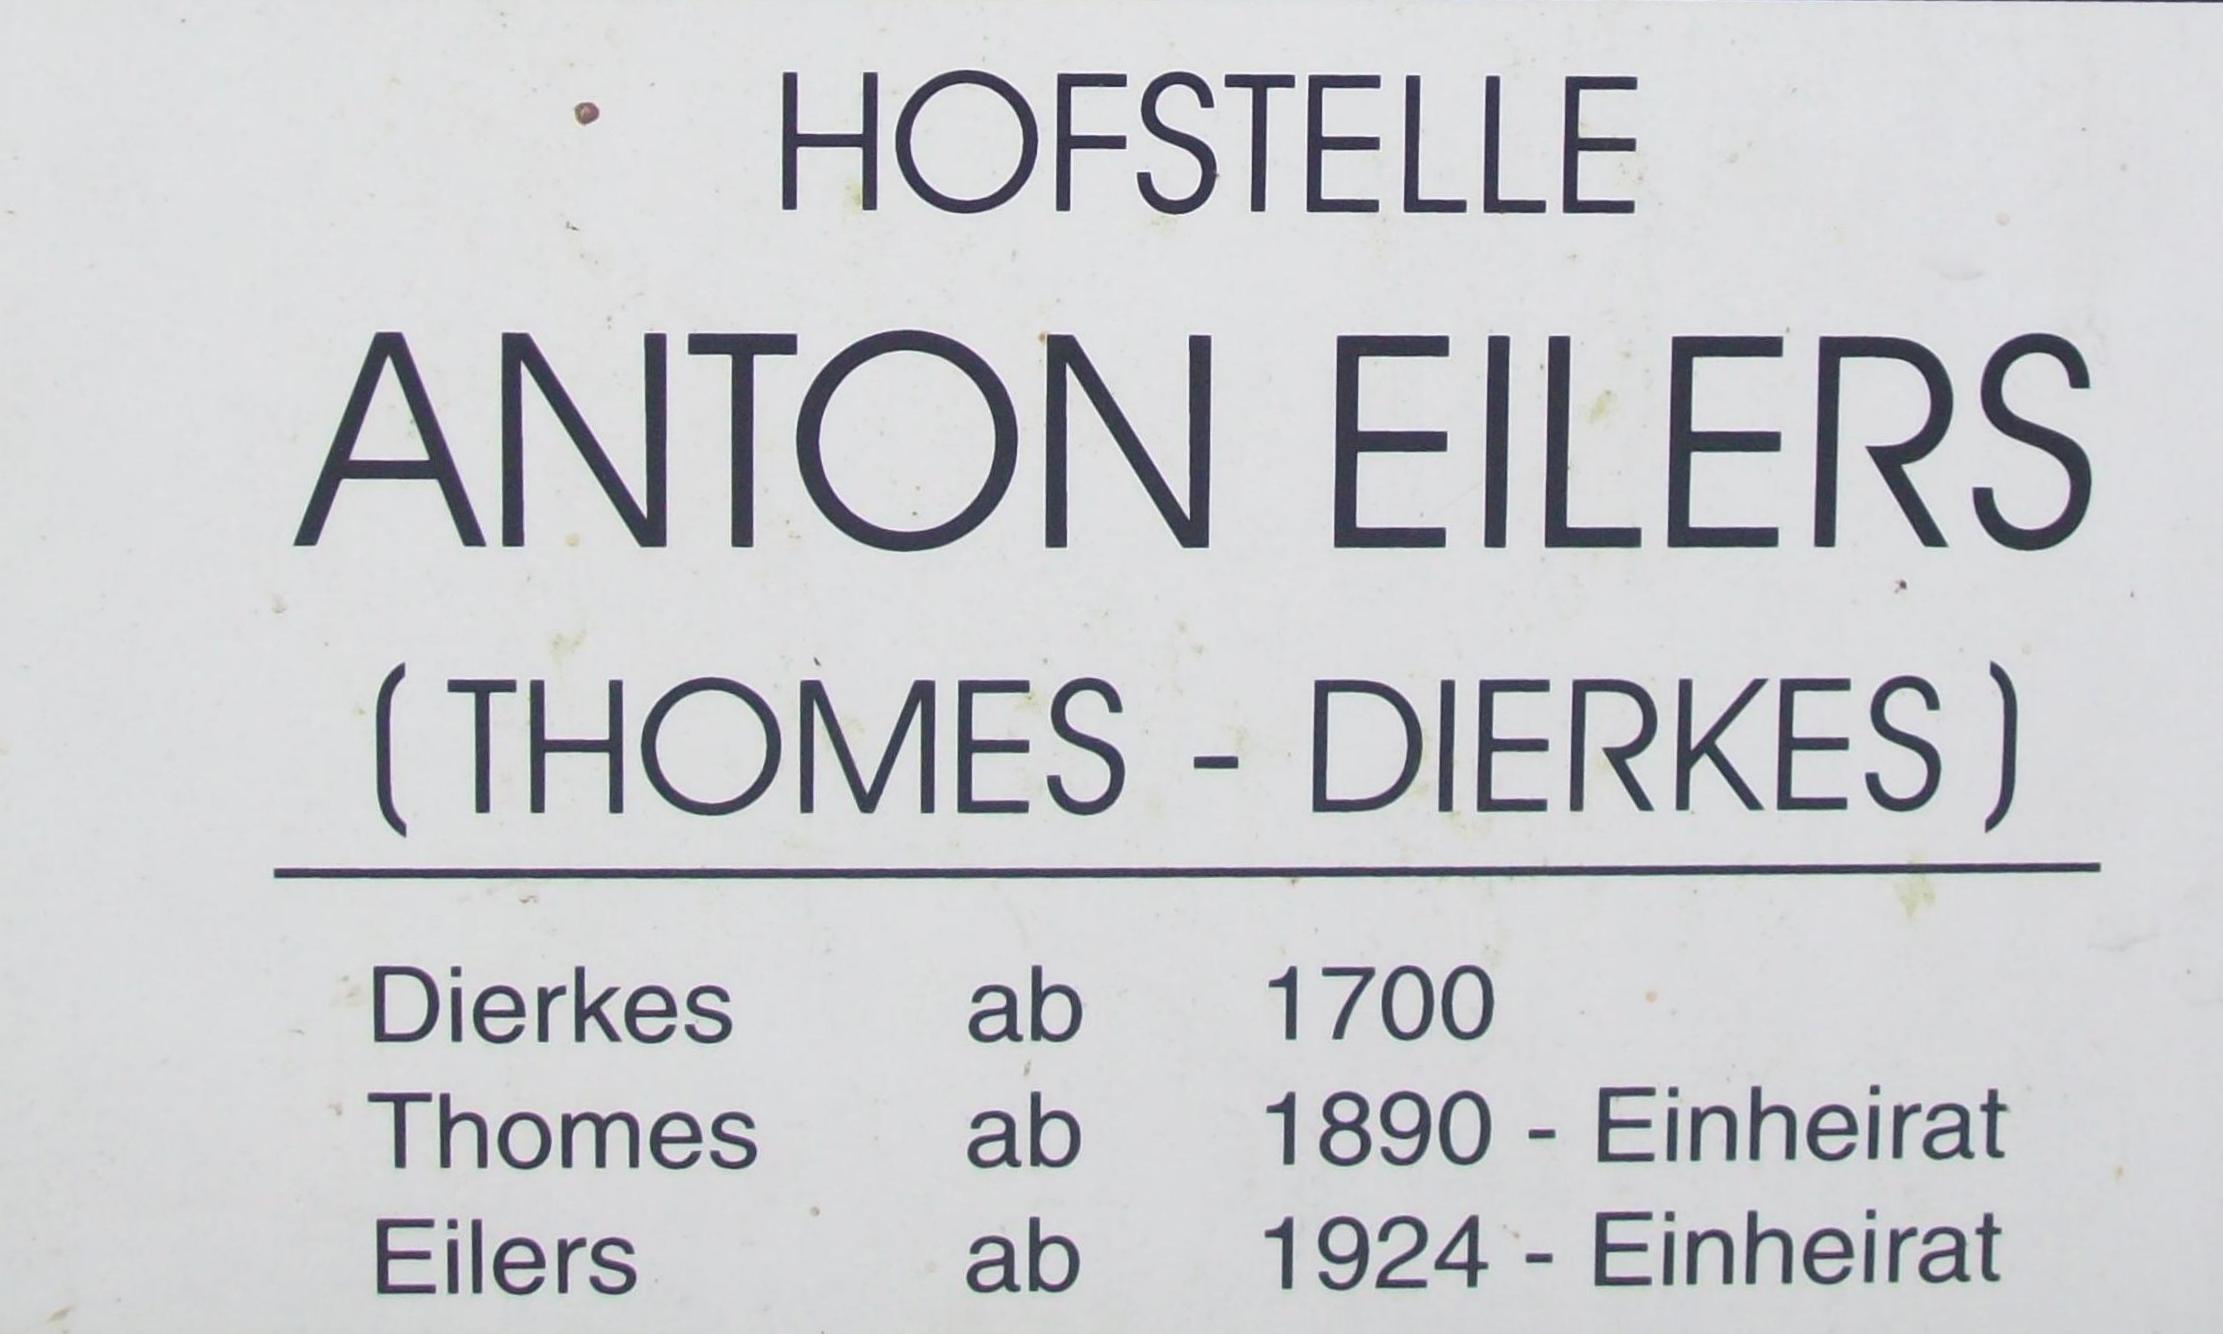 HOFSTELLE
ANTON EILERS
( THOMES - DIERKES )
Dierkes ab 1700
Thomes ab 1890 - Einheirat
Eilers ab 1924 - Einheirat